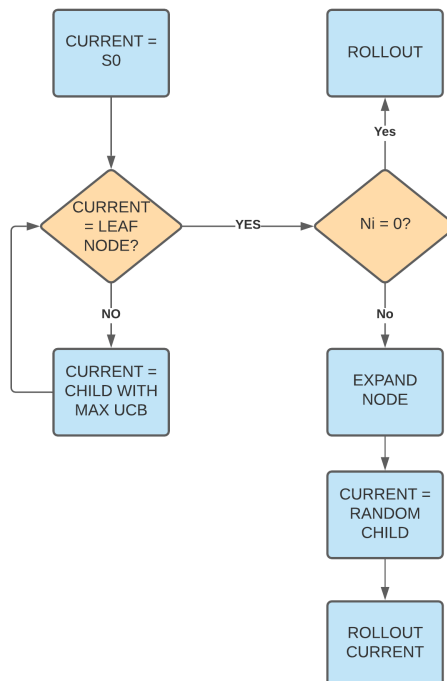 CURRENT =
S0
ROLLOUT
Yes
CURRENT
= LEAF
NODE?
YES
Ni = 0?
NO
No
CURRENT =
CHILD WITH
MAX UCB
EXPAND
NODE
CURRENT =
RANDOM
CHILD
ROLLOUT
CURRENT